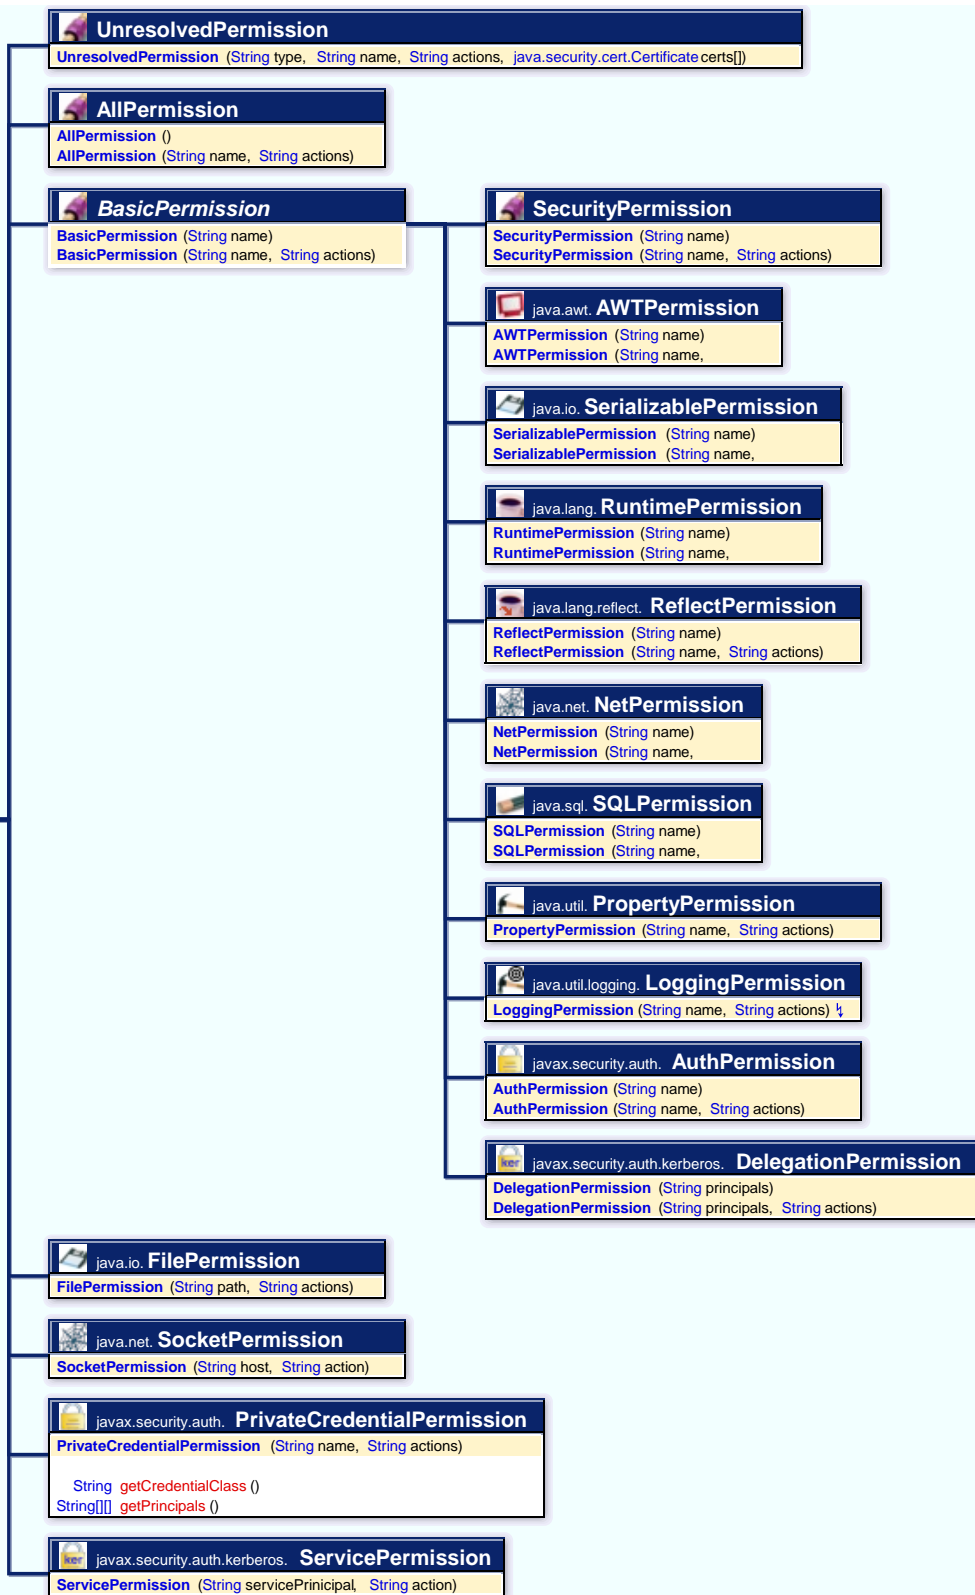 UnresolvedPermission
UnresolvedPermission (String type, String name, String actions, java.security.cert.Certificate certs[])
AllPermission
AllPermission ()
AllPermission (String name, String actions)
BasicPermission
BasicPermission (String name)
BasicPermission (String name, String actions)
SecurityPermission
SecurityPermission (String name)
SecurityPermission (String name, String actions)
java.awt. AWTPermission
AWTPermission (String name)
AWTPermission (String name,
java.io. SerializablePermission
SerializablePermission (String name)
SerializablePermission (String name,
java.lang. RuntimePermission
RuntimePermission (String name)
RuntimePermission (String name,
java.lang.reflect. ReflectPermission
ReflectPermission (String name)
ReflectPermission (String name, String actions)
java.net. NetPermission
NetPermission (String name)
NetPermission (String name,
java.sql. SQLPermission
SQLPermission (String name)
SQLPermission (String name,
java.util. PropertyPermission
PropertyPermission (String name, String actions)
java.util.logging. LoggingPermission
LoggingPermission (String name, String actions) ↯
javax.security.auth. AuthPermission
AuthPermission (String name)
AuthPermission (String name, String actions)
ker javax.security.auth.kerberos. DelegationPermission
DelegationPermission (String principals)
DelegationPermission (String principals, String actions)
java.io. FilePermission
FilePermission (String path, String actions)
java.net. SocketPermission
SocketPermission (String host, String action)
javax.security.auth. PrivateCredentialPermission
PrivateCredentialPermission (String name, String actions)
String getCredentialClass ()
String[][] getPrincipals ()
ker javax.security.auth.kerberos. ServicePermission
ServicePermission (String servicePrinicipal, String action)